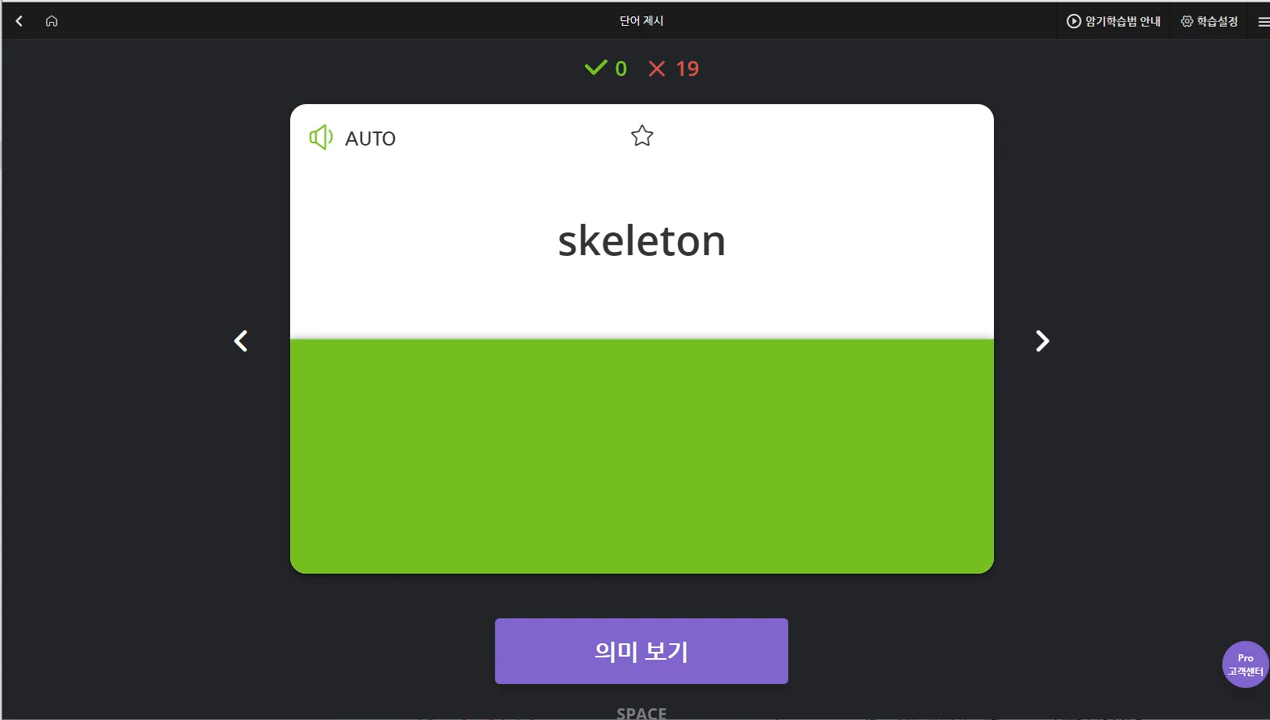 단어 제시
암기학습법 안내
학습설정
0
19
AUTO
skeleton
의미 보기
SPACE
Pro
고객센터